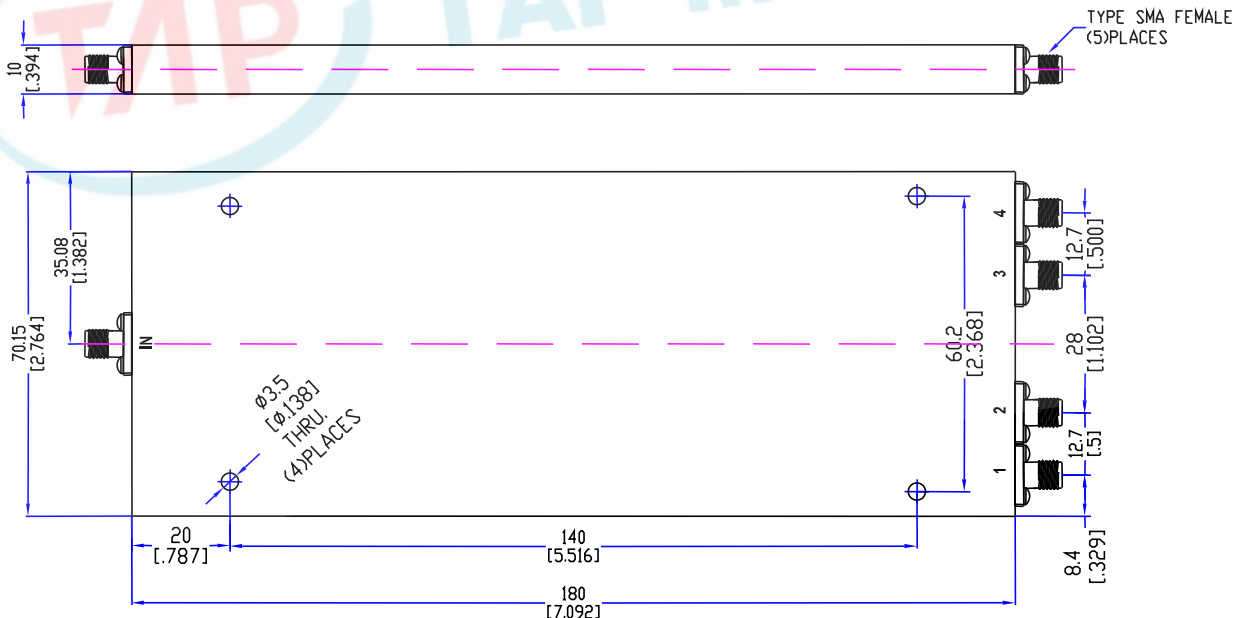 TAP
TAP M
TYPE SMA FEMALE
(5)PLACES
10
[.394]
70.15
[2.764]
35.08
[1.382]
IN
Ø3.5
[Ø.138]
THRU.
(4)PLACES
60.2
[2.368]
4
3
2
1
12.7
[.500]
28
[1.102]
12.7
[.5]
8.4
[.329]
20
[.787]
140
[5.516]
180
[7.092]